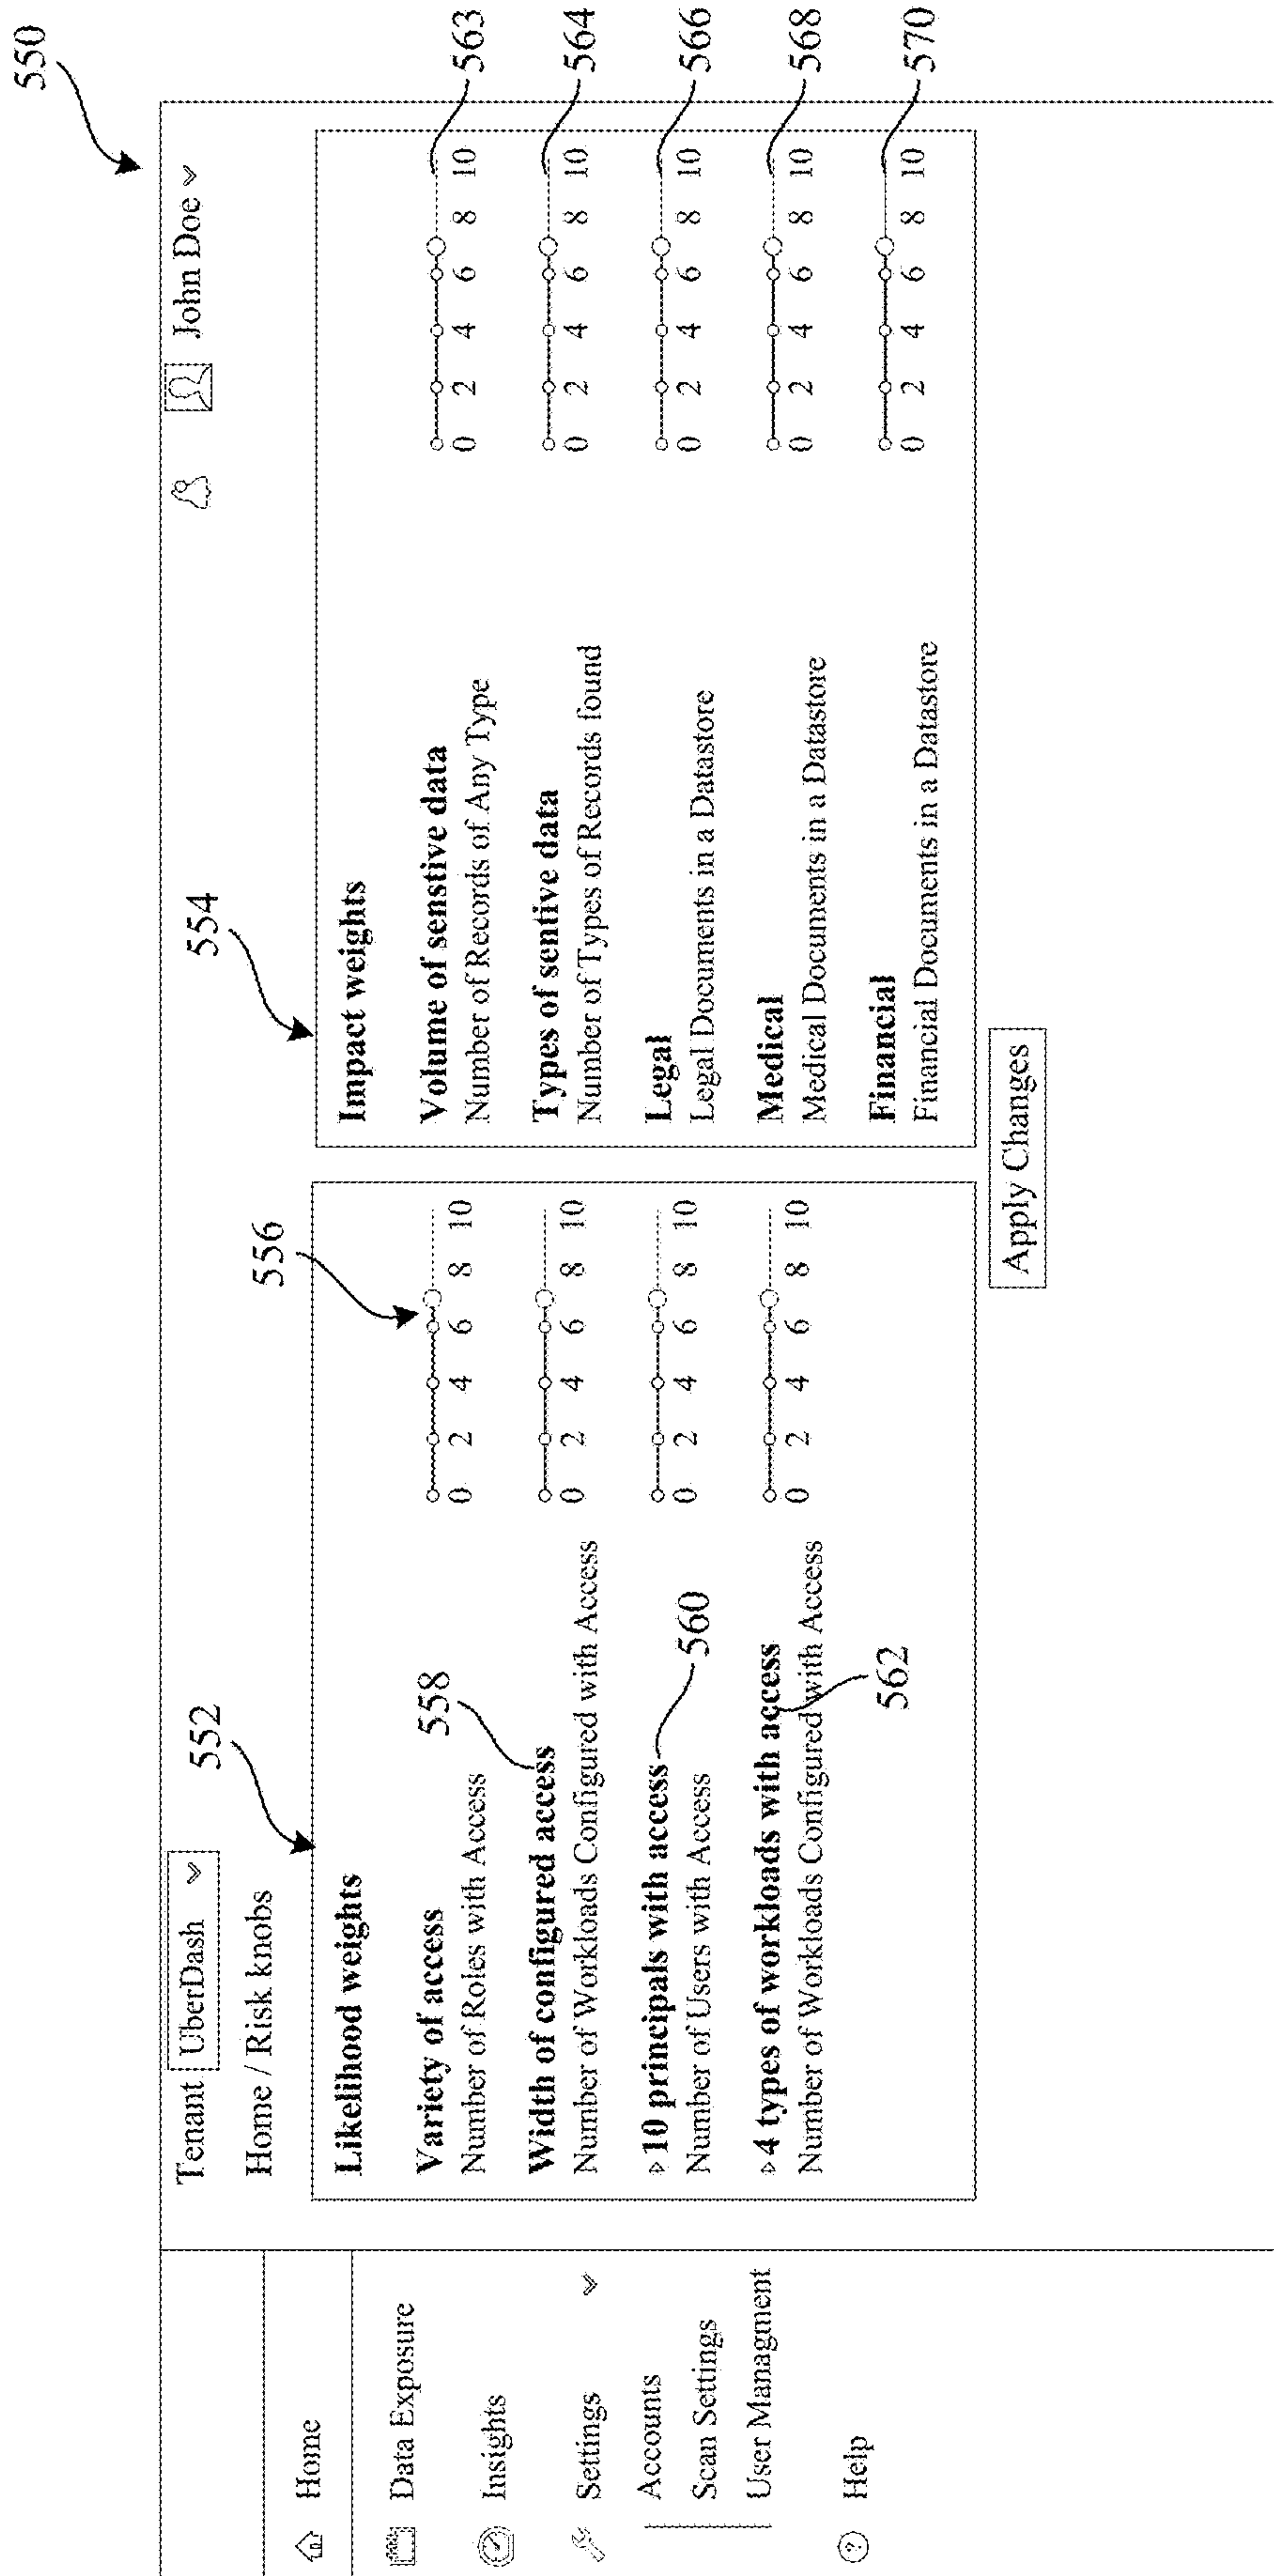 550
Tenant UberDash
John Doe
Home / Risk knobs
Home
Data Exposure
Insights
Settings
Accounts
Scan Settings
User Managment
Help
552
Likelihood weights
556
Variety of access
Number of Roles with Access
0 2 4 6 8 10
558
Width of configured access
Number of Workloads Configured with Access
0 2 4 6 8 10
10 principals with access
560
Number of Users with Access
0 2 4 6 8 10
4 types of workloads with access
Number of Workloads Configured with Access
0 2 4 6 8 10
562
554
Impact weights
Volume of senstive data
Number of Records of Any Type
0 2 4 6 8 10
563
Types of sentive data
Number of Types of Records found
0 2 4 6 8 10
564
Legal
Legal Documents in a Datastore
0 2 4 6 8 10
566
Medical
Medical Documents in a Datastore
0 2 4 6 8 10
568
Financial
Financial Documents in a Datastore
0 2 4 6 8 10
570
Apply Changes